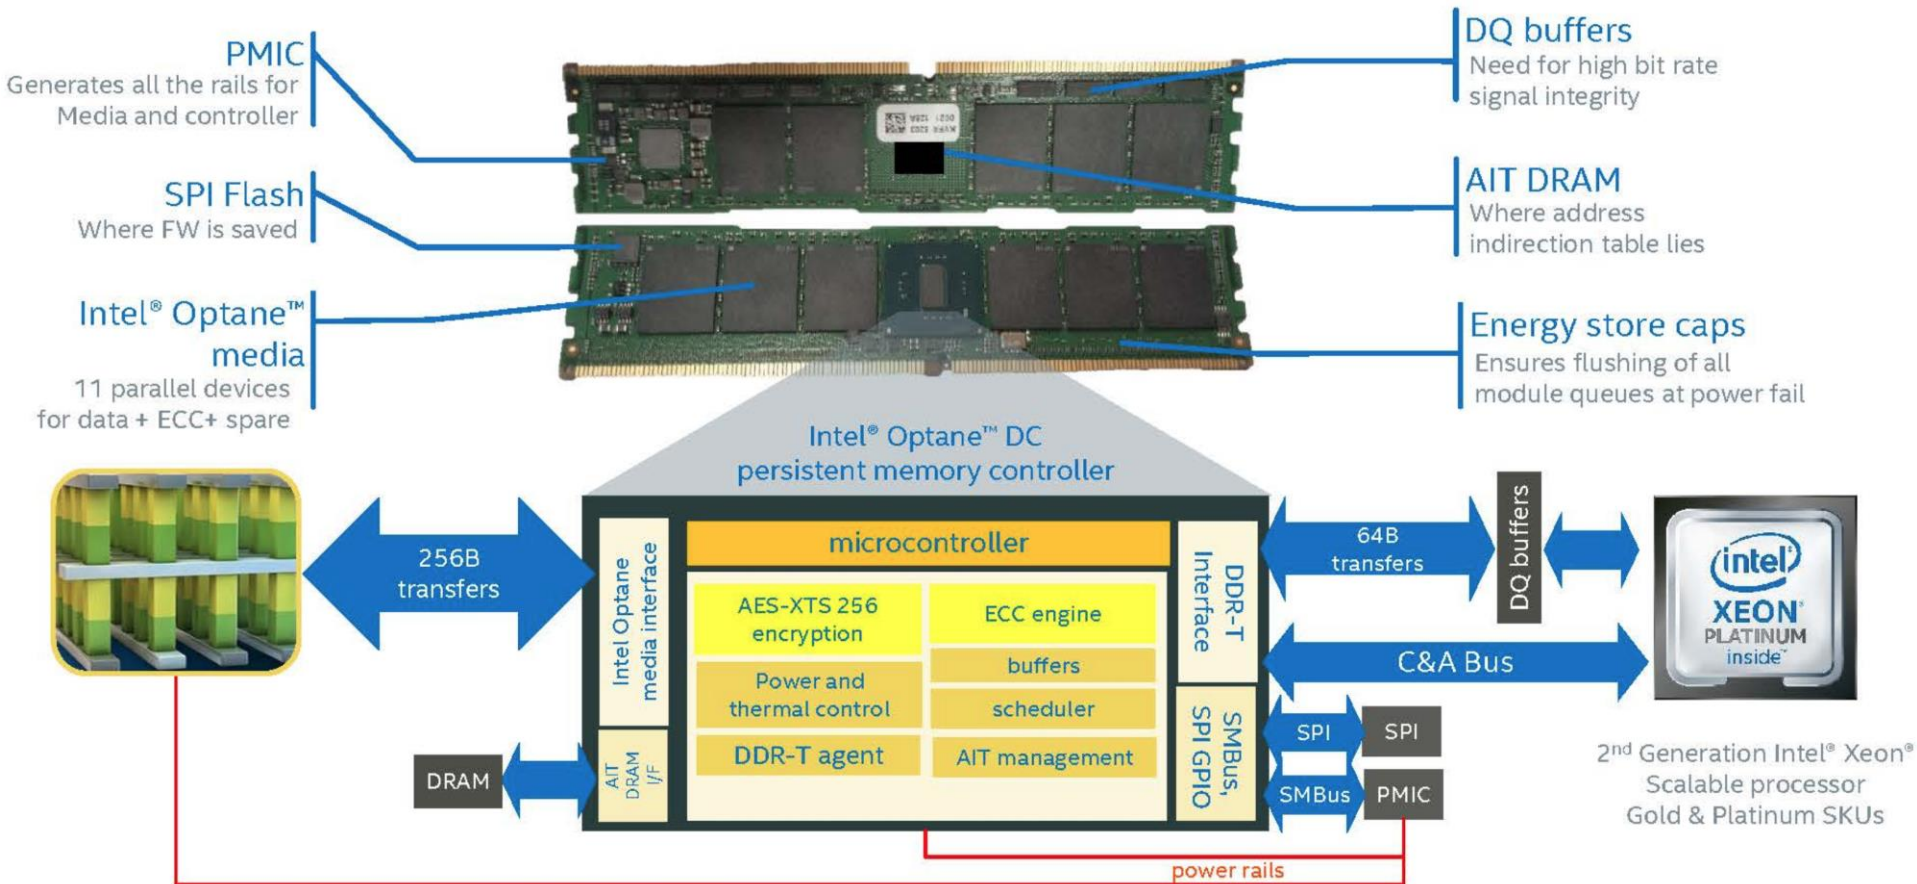 PMIC
Generates all the rails for
Media and controller
SPI Flash
Where FW is saved
Intel® Optane™
media
11 parallel devices
for data + ECC+ spare
DQ buffers
Need for high bit rate
signal integrity
AIT DRAM
Where address
indirection table lies
Energy store caps
Ensures flushing of all
module queues at power fail
Intel® Optane™ DC
persistent memory controller
256B
transfers
Intel Optane
media interface
microcontroller
AES-XTS 256
encryption
ECC engine
buffers
Power and
thermal control
scheduler
DDR-T agent
AIT management
AIT
DRAM
I/F
DRAM
DDR-T
Interface
SMBus,
SPI GPIO
64B
transfers
DQ buffers
C&A Bus
SPI
SPI
SMBus
PMIC
intel®
XEON®
PLATINUM
inside™
2nd Generation Intel® Xeon®
Scalable processor
Gold & Platinum SKUs
power rails